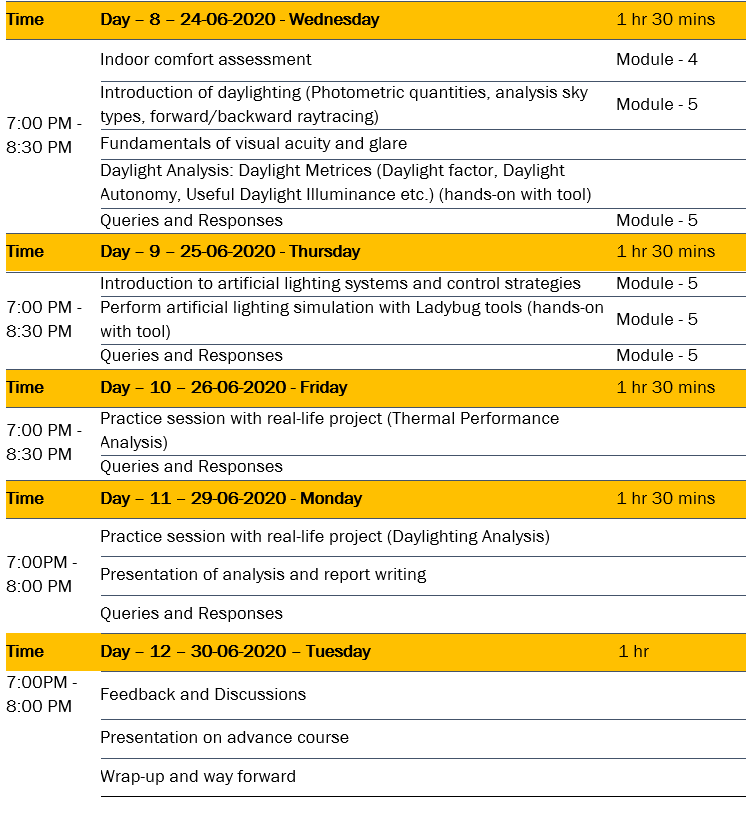 Time Day – 8 – 24-06-2020 - Wednesday 1 hr 30 mins
7:00 PM -
8:30 PM
Indoor comfort assessment Module - 4
Introduction of daylighting (Photometric quantities, analysis sky
types, forward/backward raytracing) Module - 5
Fundamentals of visual acuity and glare
Daylight Analysis: Daylight Metrices (Daylight factor, Daylight
Autonomy, Useful Daylight Illuminance etc.) (hands-on with tool)
Queries and Responses Module - 5
Time Day – 9 – 25-06-2020 - Thursday 1 hr 30 mins
7:00 PM -
8:30 PM
Introduction to artificial lighting systems and control strategies Module - 5
Perform artificial lighting simulation with Ladybug tools (hands-on
with tool) Module - 5
Queries and Responses Module - 5
Time Day – 10 – 26-06-2020 - Friday 1 hr 30 mins
7:00 PM -
8:30 PM
Practice session with real-life project (Thermal Performance
Analysis)
Queries and Responses
Time Day – 11 – 29-06-2020 - Monday 1 hr 30 mins
7:00PM -
8:00 PM
Practice session with real-life project (Daylighting Analysis)
Presentation of analysis and report writing
Queries and Responses
Time Day – 12 – 30-06-2020 – Tuesday 1 hr
7:00PM -
8:00 PM
Feedback and Discussions
Presentation on advance course
Wrap-up and way forward